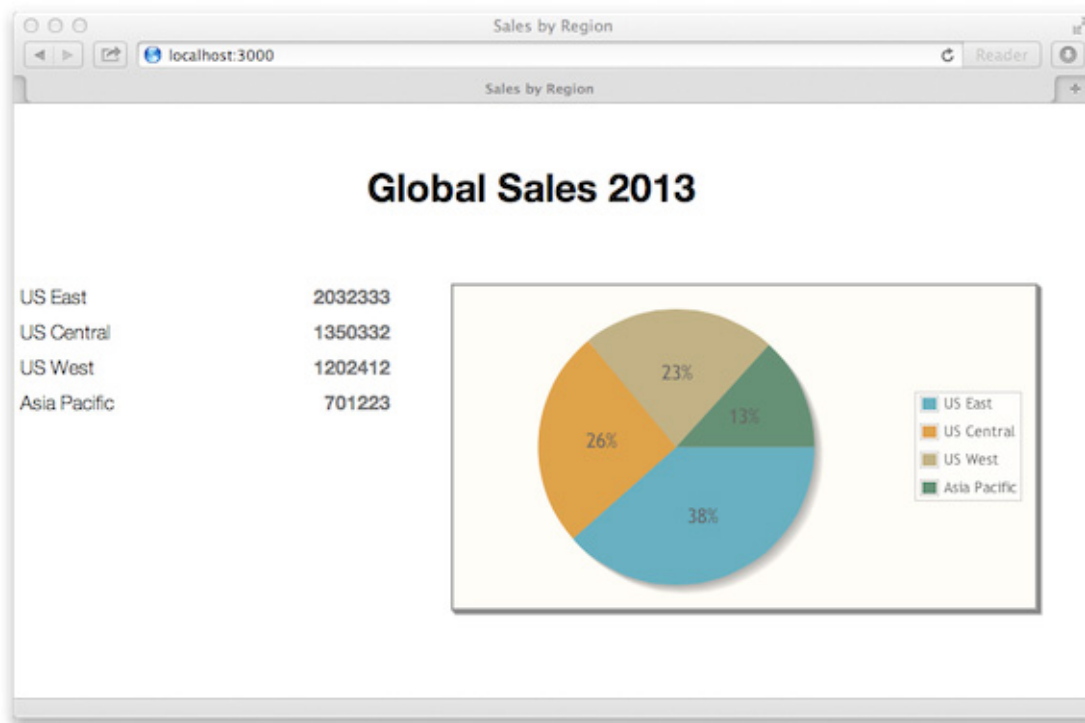 Sales by Region
localhost:3000
Reader
Sales by Region
Global Sales 2013
US East 2032333
US Central 1350332
US West 1202412
Asia Pacific 701223
23%
13%
26%
38%
US East
US Central
US West
Asia Pacific